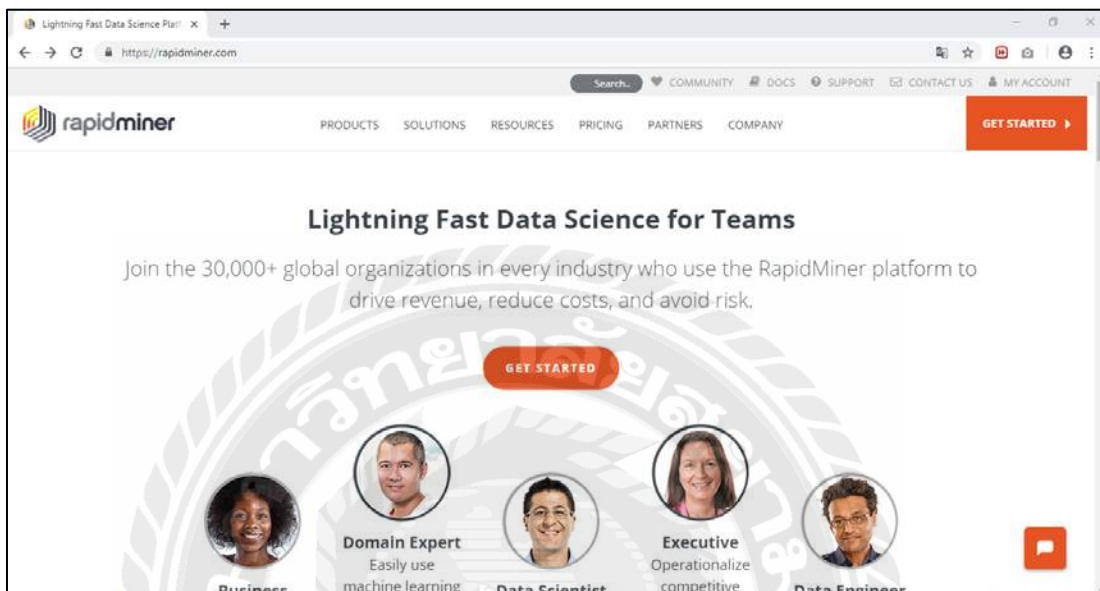 Lightning Fast Data Science Platf
https://rapidminer.com
Search..
COMMUNITY
DOCS
SUPPORT
CONTACT US
MY ACCOUNT
rapidminer
PRODUCTS
SOLUTIONS
RESOURCES
PRICING
PARTNERS
COMPANY
GET STARTED
Lightning Fast Data Science for Teams
Join the 30,000+ global organizations in every industry who use the RapidMiner platform to
drive revenue, reduce costs, and avoid risk.
GET STARTED
Domain Expert
Easily use
machine learning
Executive
Operationalize
competitive
Business
Data Scientist
Data Engineer